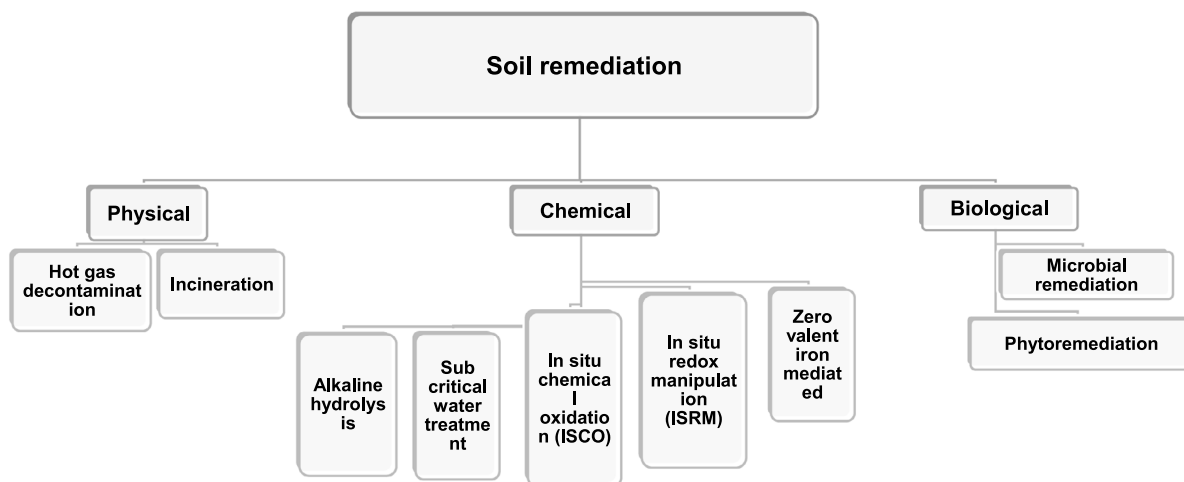 Soil remediation
Physical
Chemical
Biological
Hot gas
decontaminat
ion
Incineration
Alkaline
hydrolys
is
Sub
critical
water
treatme
nt
In situ
chemica
l
oxidatio
n (ISCO)
In situ
redox
manipulat
ion
(ISRM)
Zero
valent
iron
mediat
ed
Microbial
remediation
Phytoremediation